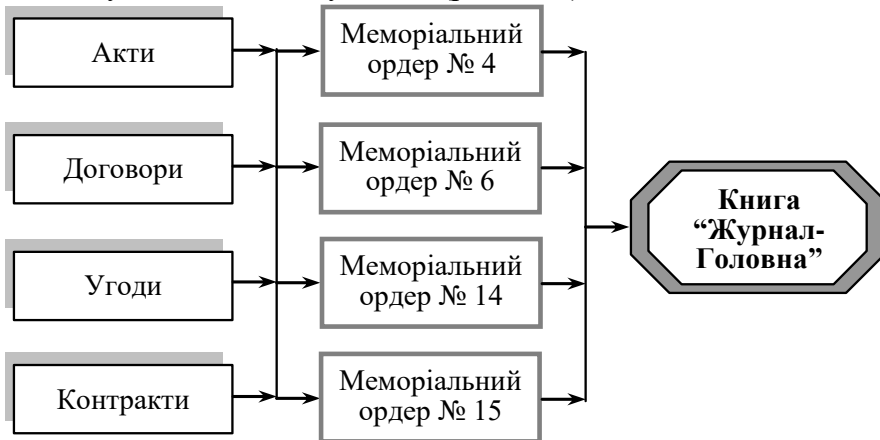 Акти
Меморіальний
ордер № 4
Договори
Меморіальний
ордер № 6
Книга
“Журнал-
Головна”
Угоди
Меморіальний
ордер № 14
Контракти
Меморіальний
ордер № 15